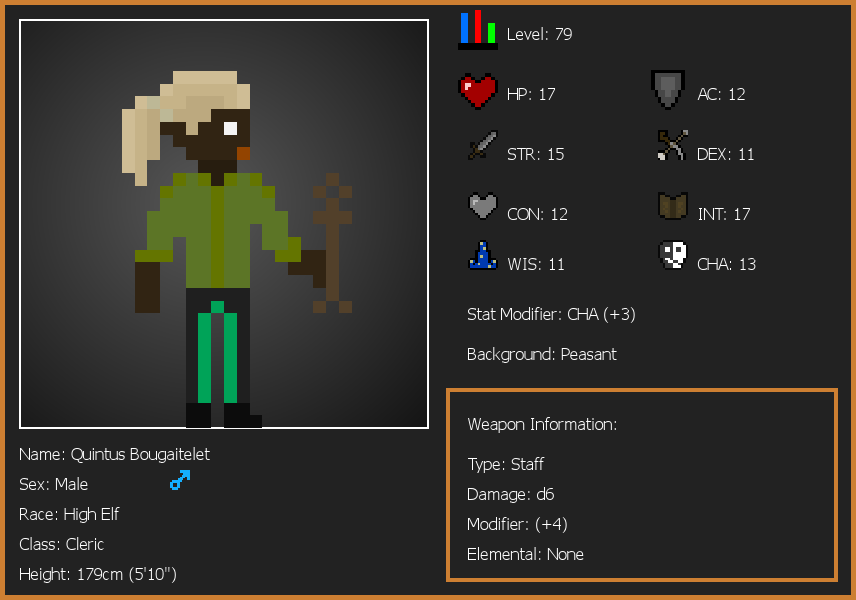 Level: 79
HP: 17
AC: 12
STR: 15
DEX: 11
CON: 12
INT: 17
WIS: 11
CHA: 13
Stat Modifier: CHA (+3)
Background: Peasant
Weapon Information:
Type: Staff
Damage: d6
Modifier: (+4)
Elemental: None
Name: Quintus Bougaitelet
Sex: Male
Race: High Elf
Class: Cleric
Height: 179cm (5'10")